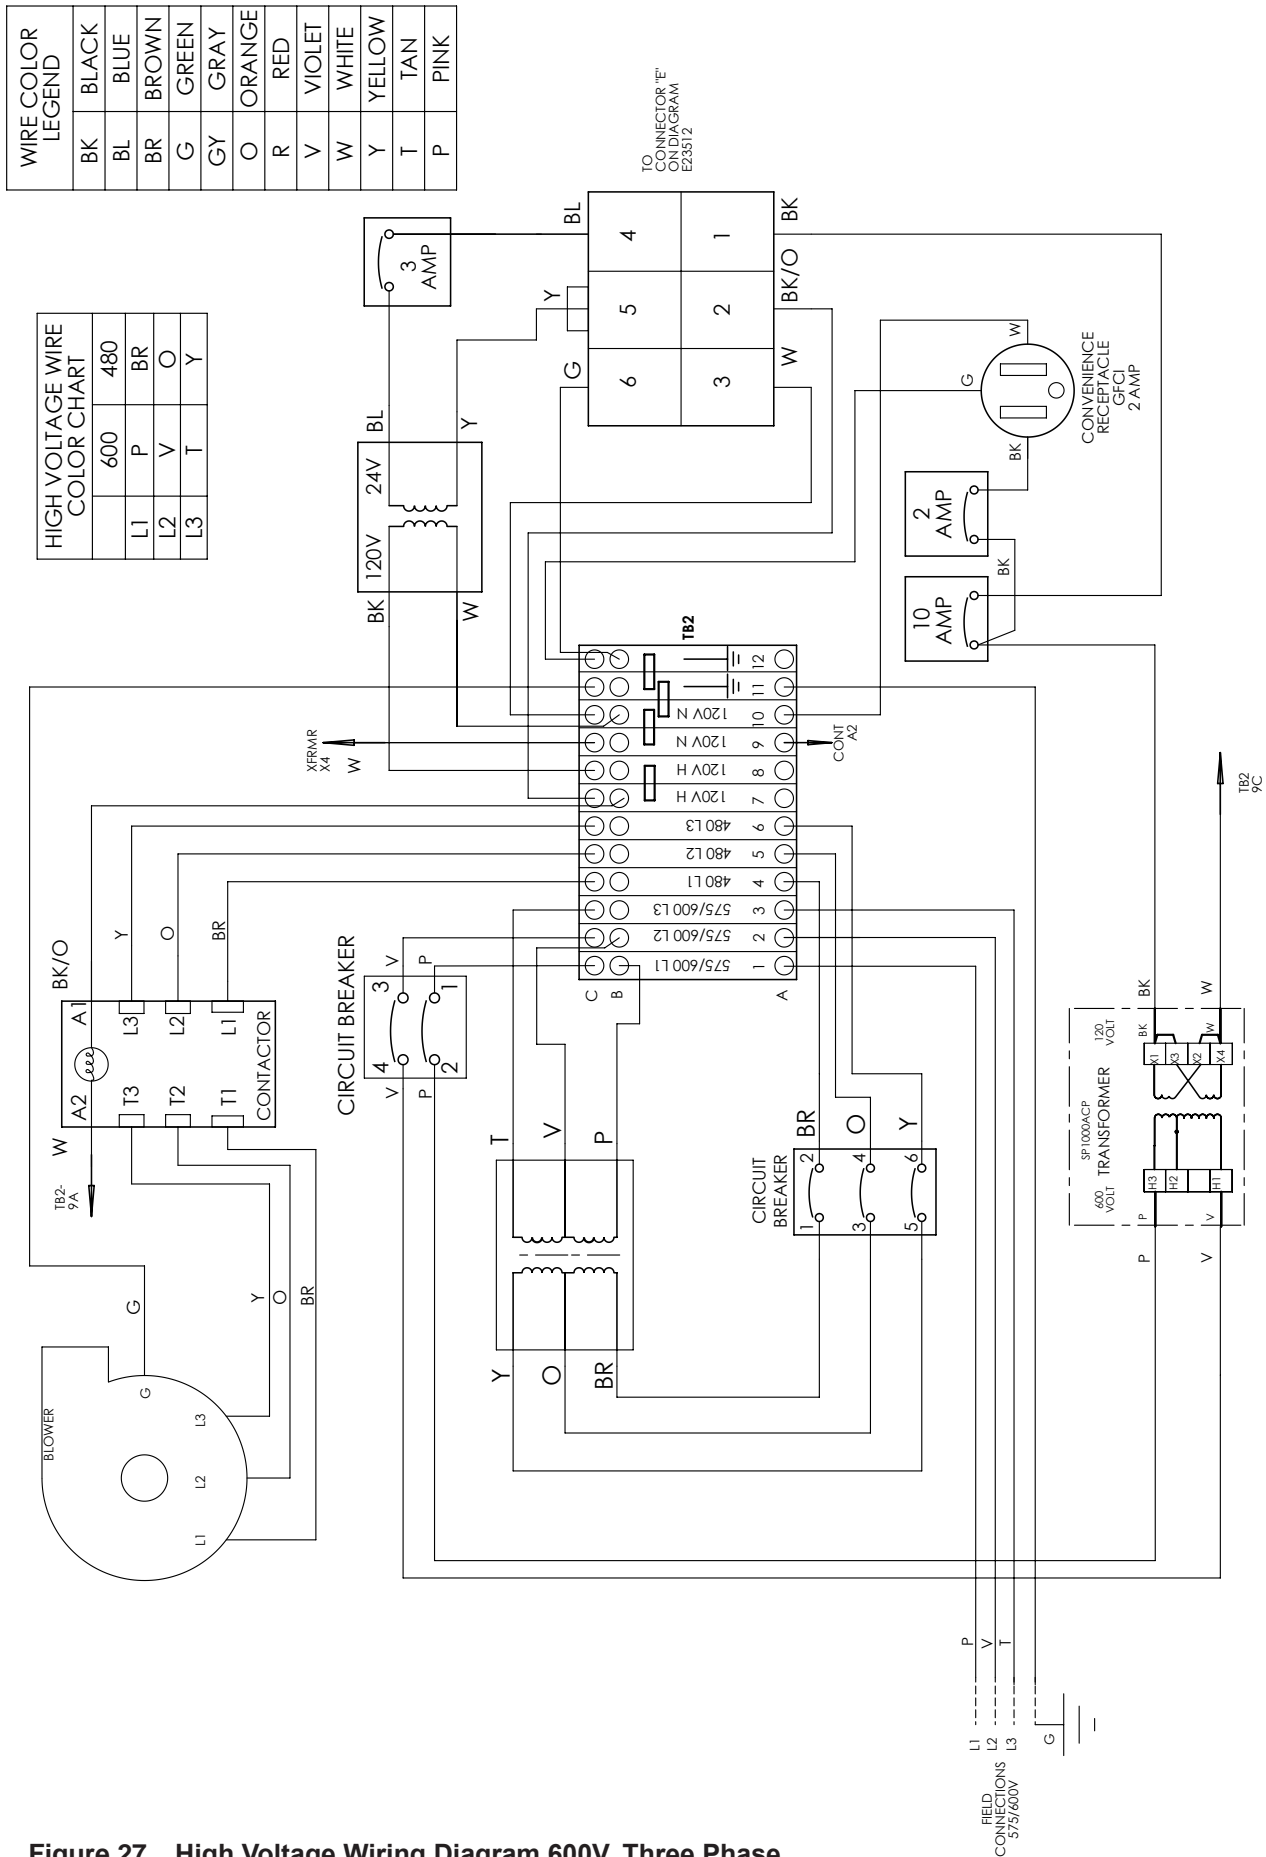 WIRE COLOR
LEGEND
BK BLACK
BL BLUE
BR BROWN
G GREEN
GY GRAY
O ORANGE
R RED
V VIOLET
W WHITE
Y YELLOW
T TAN
P PINK
HIGH VOLTAGE WIRE
COLOR CHART
600 480
L1 P BR
L2 V O
L3 T Y
3
AMP
BL
Y
G
4
5
6
1
2
3
BK
BK/O
W
TO
CONNECTOR "E"
ON DIAGRAM
E23512
120V 24V
BL
Y
BK
W
W
G
BK
CONVENIENCE
RECEPTACLE
GFCI
2 AMP
2
AMP
BK
10
AMP
TB2
12
11
120V N 10
120V N 9
120V H 8
120V H 7
480 L3 6
480 L2 5
480 L1 4
575/600 L3 3
575/600 L2 2
575/600 L1 1
C
B
A
XFRMR
X4
W
CONT
A2
TB2
9C
BK/O
Y
O
BR
A1
L3
L2
L1
A2
T3
T2
T1
CONTACTOR
W
TB2-
9A
CIRCUIT BREAKER
3
1
4
2
V
P
V
P
T
V
P
Y
O
BR
CIRCUIT
BREAKER
2
4
6
1
3
5
BR
O
Y
BK
W
BK
W
120
VOLT
X1
X3
X2
X4
SP1000ACP
TRANSFORMER
600
VOLT
H3
H2
H1
P
V
P
V
BLOWER
G
L3
L2
L1
G
Y
O
BR
P
V
T
L1
L2
L3
G
FIELD
CONNECTIONS
575/600V
Figure 27 High Voltage Wiring Diagram 600V, Three Phase